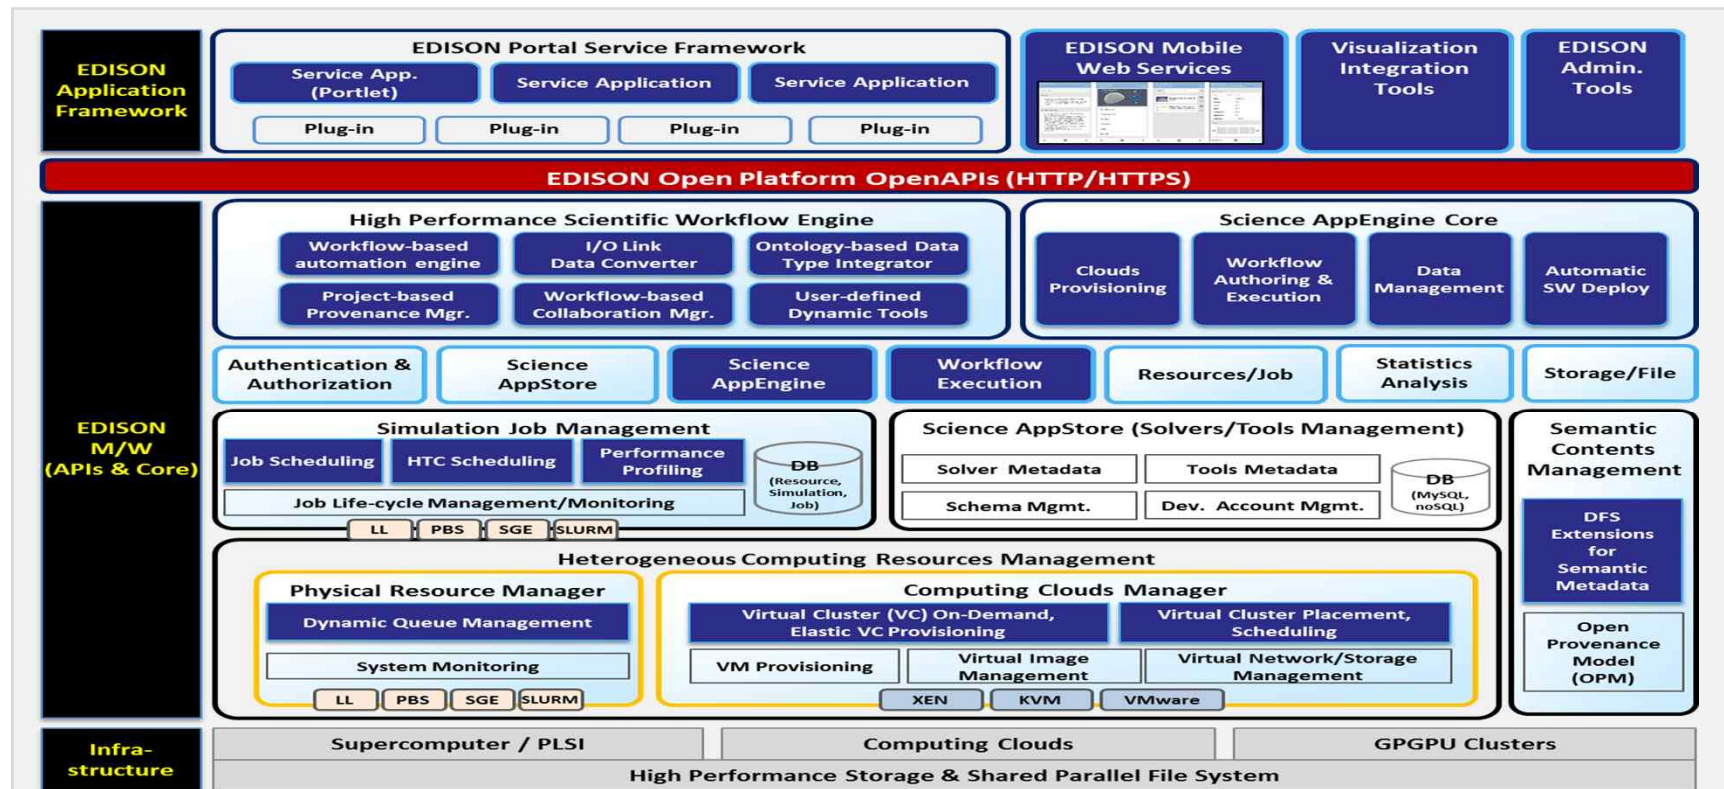 EDISON
Application
Framework
EDISON Portal Service Framework
Service App.
(Portlet)
Service Application
Service Application
Plug-in
Plug-in
Plug-in
Plug-in
EDISON Mobile
Web Services
Visualization
Integration
Tools
EDISON
Admin.
Tools
EDISON Open Platform OpenAPIs (HTTP/HTTPS)
EDISON
M/W
(APIs & Core)
High Performance Scientific Workflow Engine
Workflow-based
automation engine
I/O Link
Data Converter
Ontology-based Data
Type Integrator
Project-based
Provenance Mgr.
Workflow-based
Collaboration Mgr.
User-defined
Dynamic Tools
Science AppEngine Core
Clouds
Provisioning
Workflow
Authoring &
Execution
Data
Management
Automatic
SW Deploy
Authentication &
Authorization
Science
AppStore
Science
AppEngine
Workflow
Execution
Resources/Job
Statistics
Analysis
Storage/File
Simulation Job Management
Job Scheduling
HTC Scheduling
Performance
Profiling
Job Life-cycle Management/Monitoring
DB
(Resource,
Simulation,
Job)
LL
PBS
SGE
SLURM
Science AppStore (Solvers/Tools Management)
Solver Metadata
Tools Metadata
Schema Mgmt.
Dev. Account Mgmt.
DB
(MySQL,
noSQL)
Semantic
Contents
Management
DFS
Extensions
for
Semantic
Metadata
Open
Provenance
Model
(OPM)
Heterogeneous Computing Resources Management
Physical Resource Manager
Dynamic Queue Management
System Monitoring
LL
PBS
SGE
SLURM
Computing Clouds Manager
Virtual Cluster (VC) On-Demand,
Elastic VC Provisioning
Virtual Cluster Placement,
Scheduling
VM Provisioning
Virtual Image
Management
Virtual Network/Storage
Management
XEN
KVM
VMware
Infra-
structure
Supercomputer / PLSI
Computing Clouds
GPGPU Clusters
High Performance Storage & Shared Parallel File System